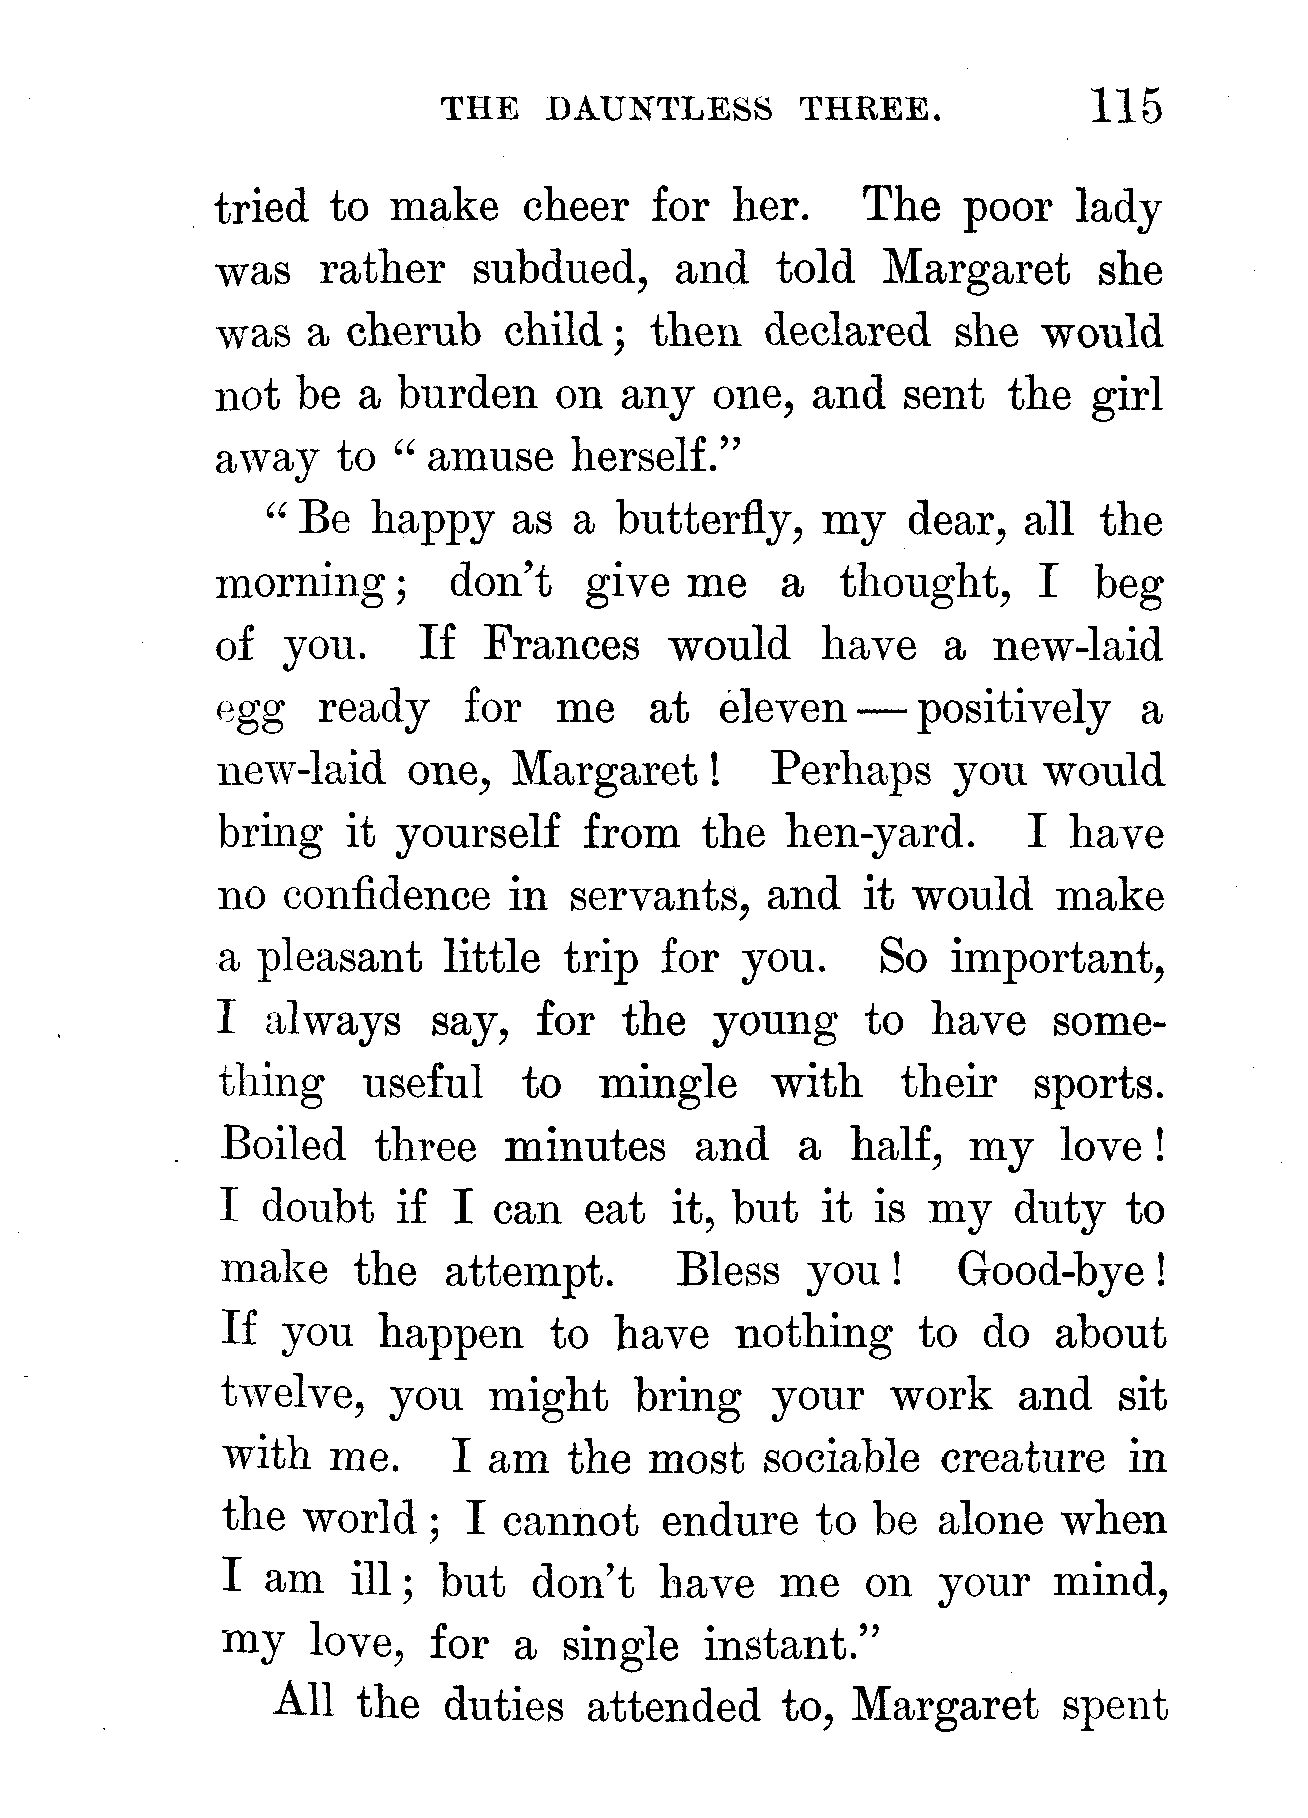 THE DAUNTLESS THREE. 115
tried to make cheer for her. The poor lady
was rather subdued, and told Margaret she
was a cherub child; then declared she would
not be a burden on any one, and sent the girl
away to “amuse herself.”
“Be happy as a butterfly, my dear, all the
morning; don’t give me a thought, I beg
of you. If Frances would have a new-laid
egg ready for me at eleven—positively a
new-laid one, Margaret! Perhaps you would
bring it yourself from the hen-yard. I have
no confidence in servants, and it would make
a pleasant little trip for you. So important,
I always say, for the young to have some-
thing useful to mingle with their sports.
Boiled three minutes and a half, my love!
I doubt if I can eat it, but it is my duty to
make the attempt. Bless you! Good-bye!
If you happen to have nothing to do about
twelve, you might bring your work and sit
with me. I am the most sociable creature in
the world; I cannot endure to be alone when
I am ill; but don’t have me on your mind,
my love, for a single instant.”
All the duties attended to, Margaret spent